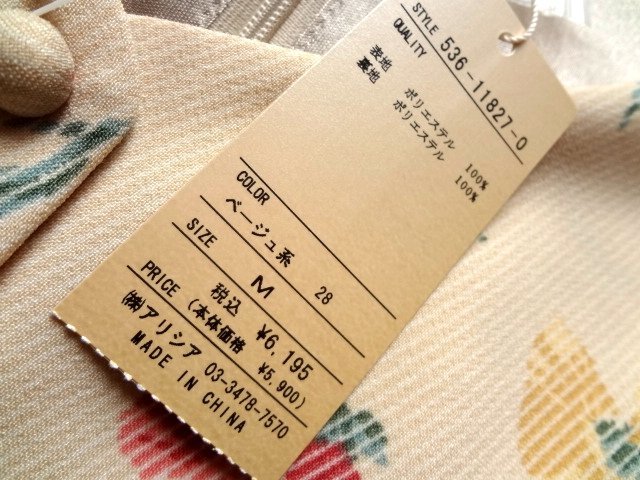 STYLE 536-11827-0
QUALITY
表地 ポリエステル 100%
裏地 ポリエステル 100%
COLOR
ベージュ系 28
SIZE
M
PRICE 税込 ¥6,195
(本体価格 ¥5,900)
㈱アリシア 03-3478-7570
MADE IN CHINA